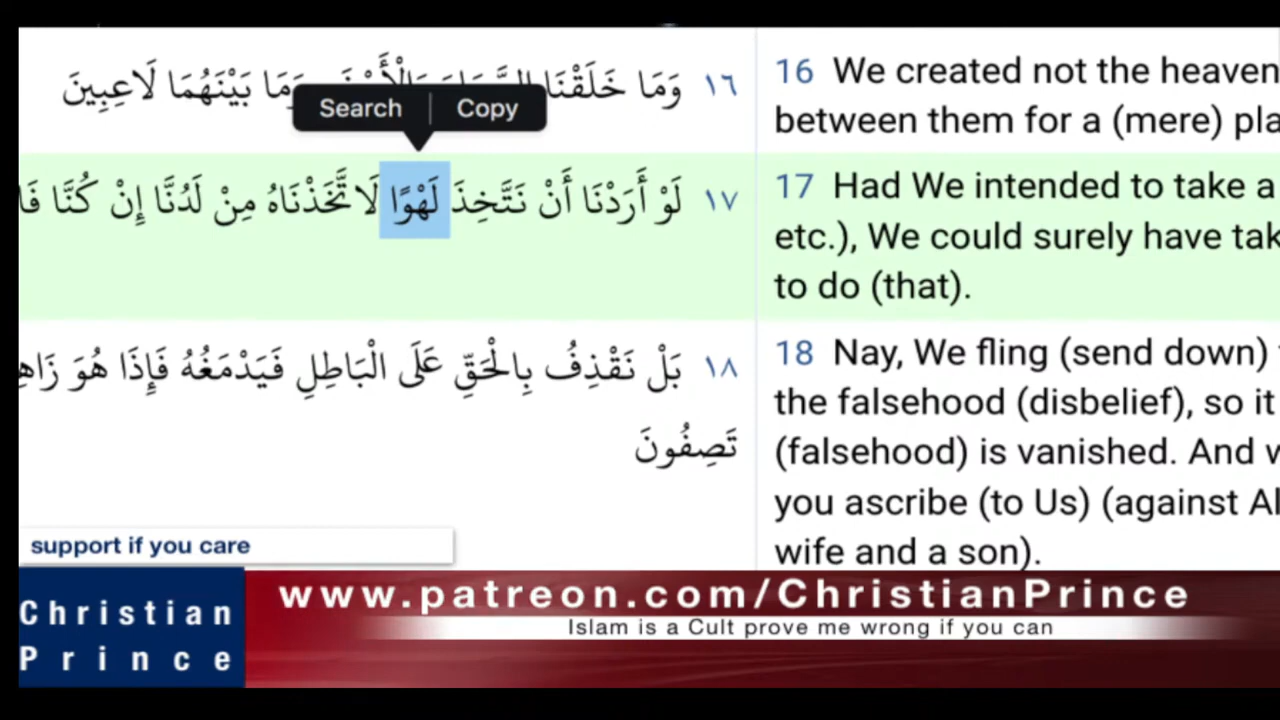 ١٦ وَمَا خَلَقْنَا وَمَا بَيْنَهُمَا لَاعِبِينَ
Search Copy
١٧ لَوْ أَرَدْنَا أَنْ نَتَّخِذَ لَهْوًا لَاتَّخَذْنَاهُ مِنْ لَدُنَّا إِنْ كُنَّا
١٨ بَلْ نَقْذِفُ بِالْحَقِّ عَلَى الْبَاطِلِ فَيَدْمَغُهُ فَإِذَا هُوَ
تَصِفُونَ
16 We created not the heaven
between them for a (mere) pla
17 Had We intended to take a
etc.), We could surely have tak
to do (that).
18 Nay, We fling (send down)
the falsehood (disbelief), so it
(falsehood) is vanished. And w
you ascribe (to Us) (against Al
wife and a son).
support if you care
Christian
Prince
www.patreon.com/ChristianPrince
Islam is a Cult prove me wrong if you can